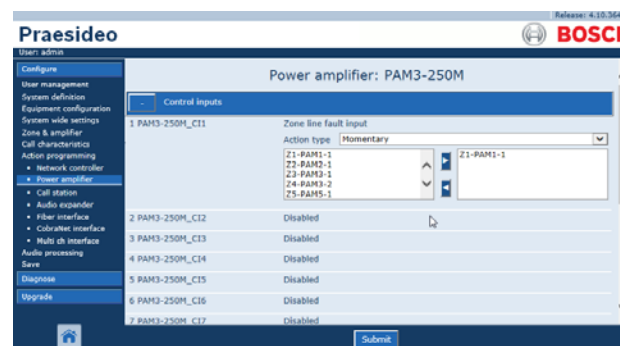 Release: 4.10.364
Praesideo
BOSCH
User: admin
Configure
User management
System definition
Equipment configuration
System wide settings
Zone & amplifier
Call characteristics
Action programming
Network controller
Power amplifier
Call station
Audio expander
Fiber interface
CobraNet interface
Multi ch interface
Audio processing
Save
Diagnose
Upgrade
Power amplifier: PAM3-250M
- Control inputs
1 PAM3-250M_CI1 Zone line fault input
Action type Momentary
Z1-PAM1-1
Z2-PAM2-1
Z3-PAM3-1
Z4-PAM3-2
Z5-PAM5-1
Z1-PAM1-1
2 PAM3-250M_CI2 Disabled
3 PAM3-250M_CI3 Disabled
4 PAM3-250M_CI4 Disabled
5 PAM3-250M_CI5 Disabled
6 PAM3-250M_CI6 Disabled
7 PAM3-250M_CI7 Disabled
Submit